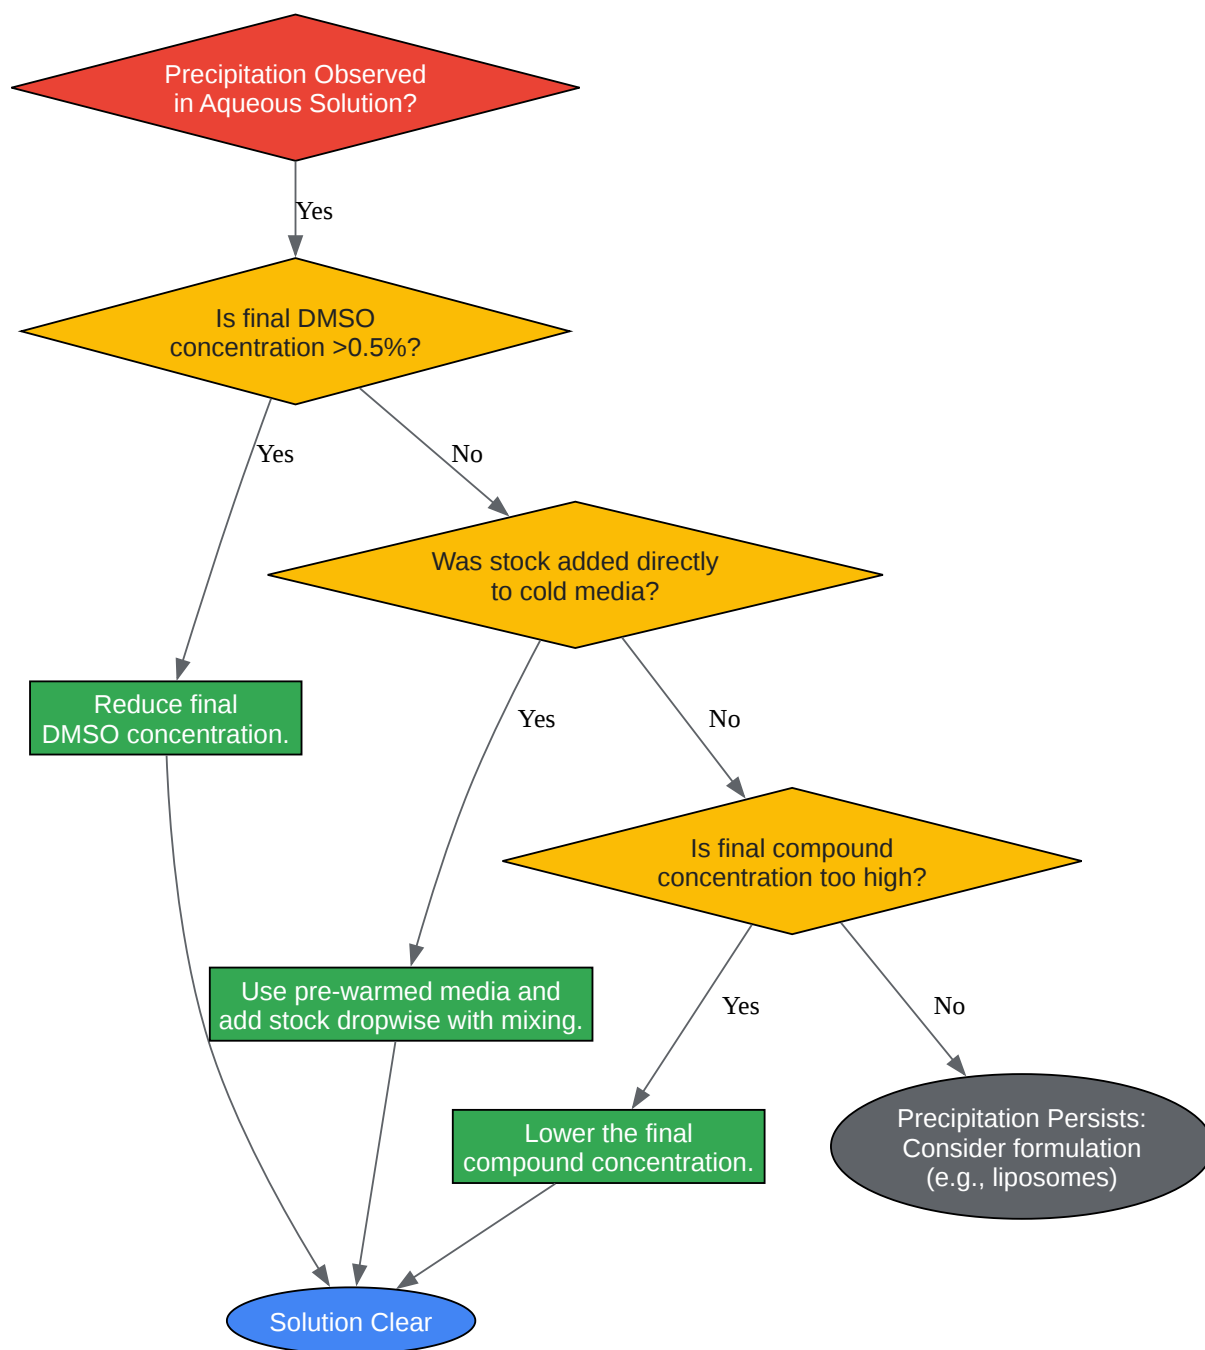 Precipitation Observed
in Aqueous Solution?
Yes
Is final DMSO
concentration >0.5%?
Yes
No
Was stock added directly
to cold media?
Reduce final
DMSO concentration.
Yes
No
Is final compound
concentration too high?
Use pre-warmed media and
add stock dropwise with mixing.
Yes
No
Lower the final
compound concentration.
Precipitation Persists:
Consider formulation
(e.g., liposomes)
Solution Clear